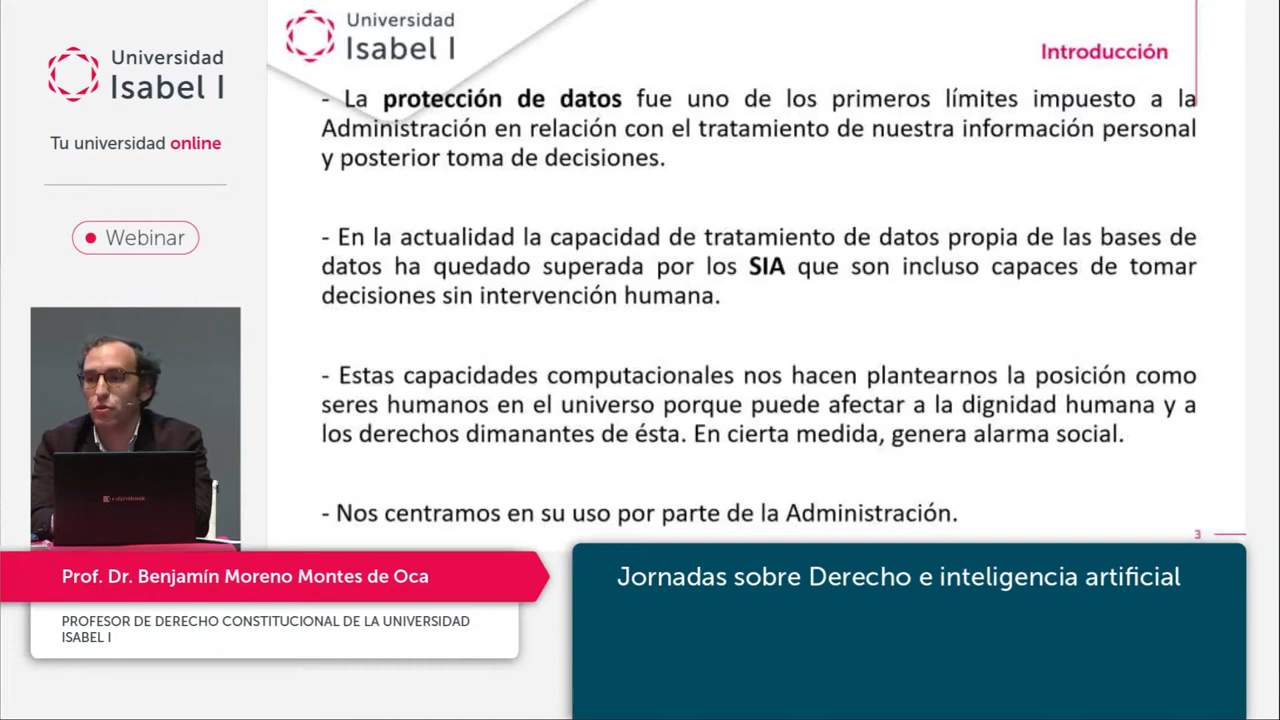 Universidad
Isabel I
Tu universidad online
Webinar
Universidad
Isabel I
Introducción
- La protección de datos fue uno de los primeros límites impuesto a la
Administración en relación con el tratamiento de nuestra información personal
y posterior toma de decisiones.
- En la actualidad la capacidad de tratamiento de datos propia de las bases de
datos ha quedado superada por los SIA que son incluso capaces de tomar
decisiones sin intervención humana.
- Estas capacidades computacionales nos hacen plantearnos la posición como
seres humanos en el universo porque puede afectar a la dignidad humana y a
los derechos dimanantes de ésta. En cierta medida, genera alarma social.
- Nos centramos en su uso por parte de la Administración.
3
Prof. Dr. Benjamín Moreno Montes de Oca
PROFESOR DE DERECHO CONSTITUCIONAL DE LA UNIVERSIDAD
ISABEL I
Jornadas sobre Derecho e inteligencia artificial